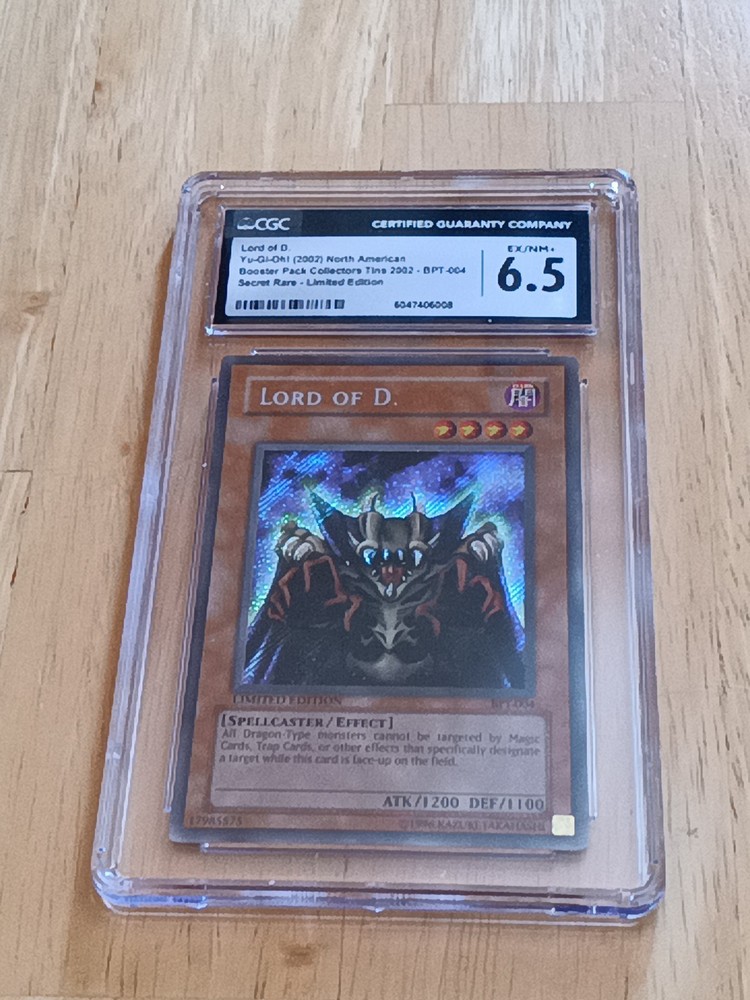 CGC CERTIFIED GUARANTY COMPANY
Lord of D.
Yu-Gi-Oh! (2002) North American
Booster Pack Collectors Tins 2002 - BPT-004
Secret Rare - Limited Edition
EX/NM+
6.5
6047406008
LORD OF D.
闇
LIMITED EDITION BPT-004
[SPELLCASTER/EFFECT]
All Dragon-Type monsters cannot be targeted by Magic
Cards, Trap Cards, or other effects that specifically designate
a target while this card is face-up on the field.
ATK/1200 DEF/1100
17985575 ©1996 KAZUKI TAKAHASHI